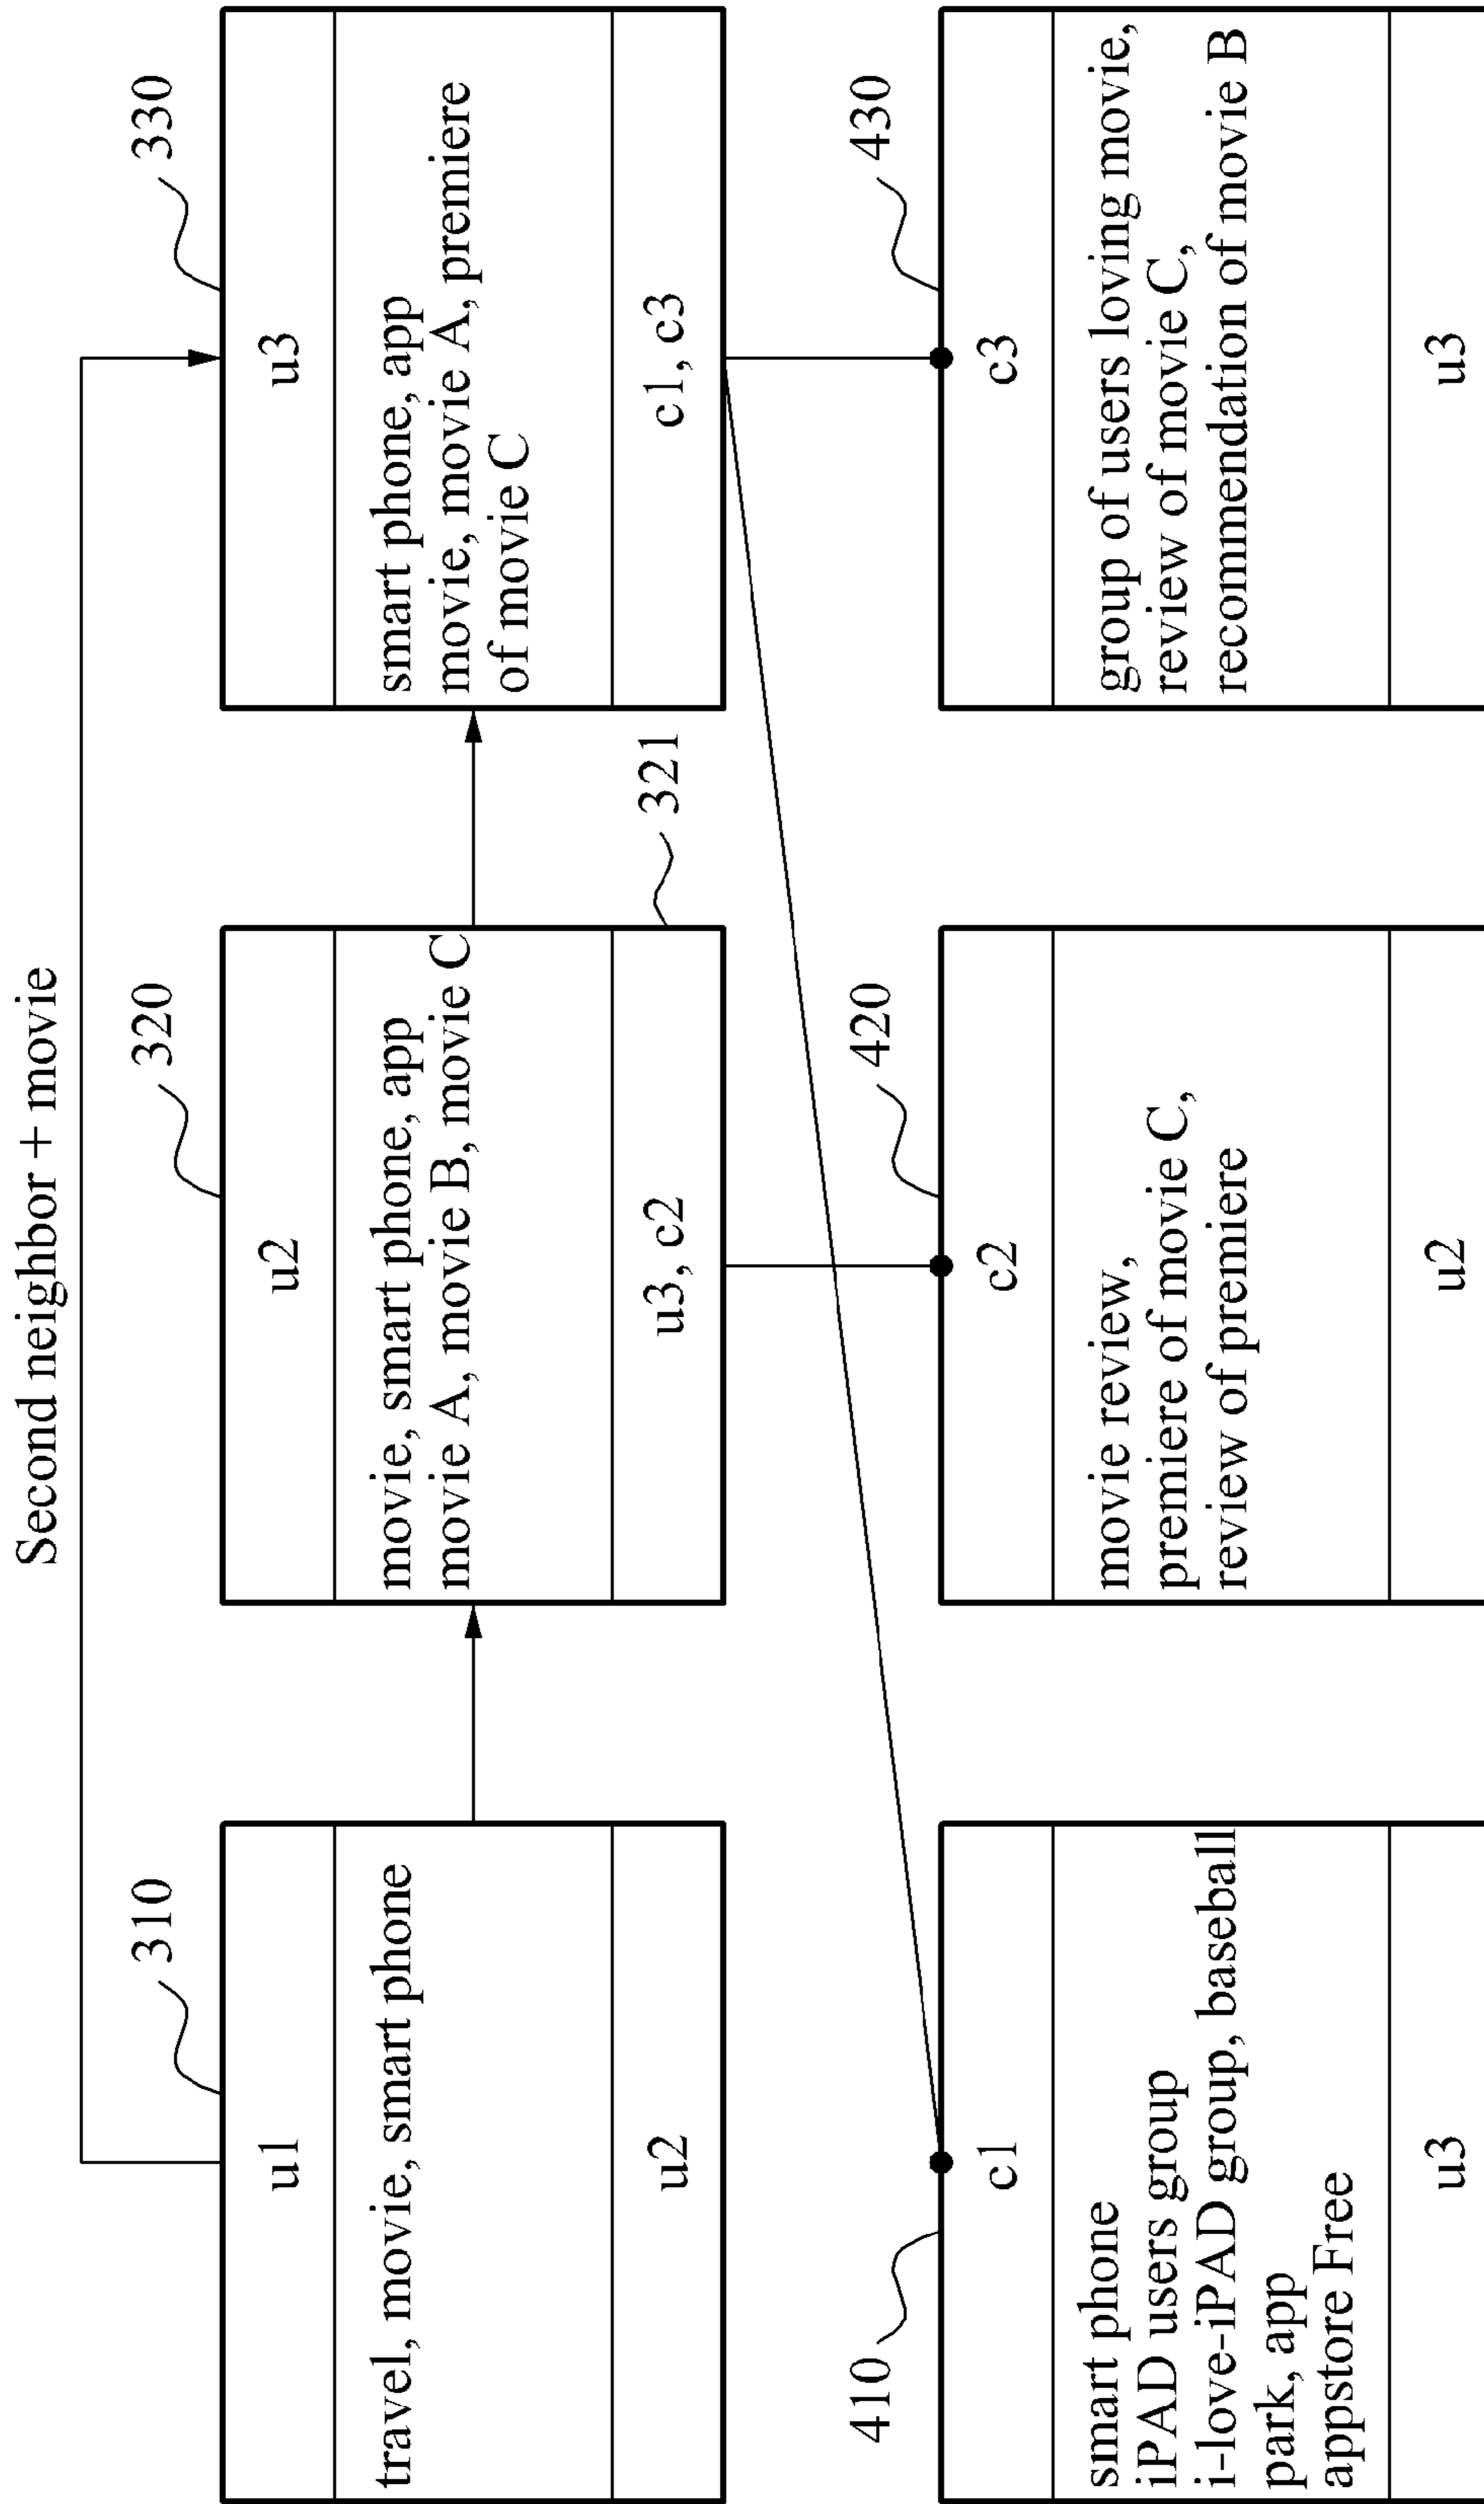 Second neighbor + movie
310
320
330
u1
travel, movie, smart phone
u2
u2
movie, smart phone, app
movie A, movie B, movie C
u3, c2
321
u3
smart phone, app
movie, movie A, premiere
of movie C
c1, c3
410
420
430
c1
smart phone
iPAD users group
i-love-iPAD group, baseball
park, app
appstore Free
u3
c2
movie review,
premiere of movie C,
review of premiere
u2
c3
group of users loving movie,
review of movie C,
recommendation of movie B
u3